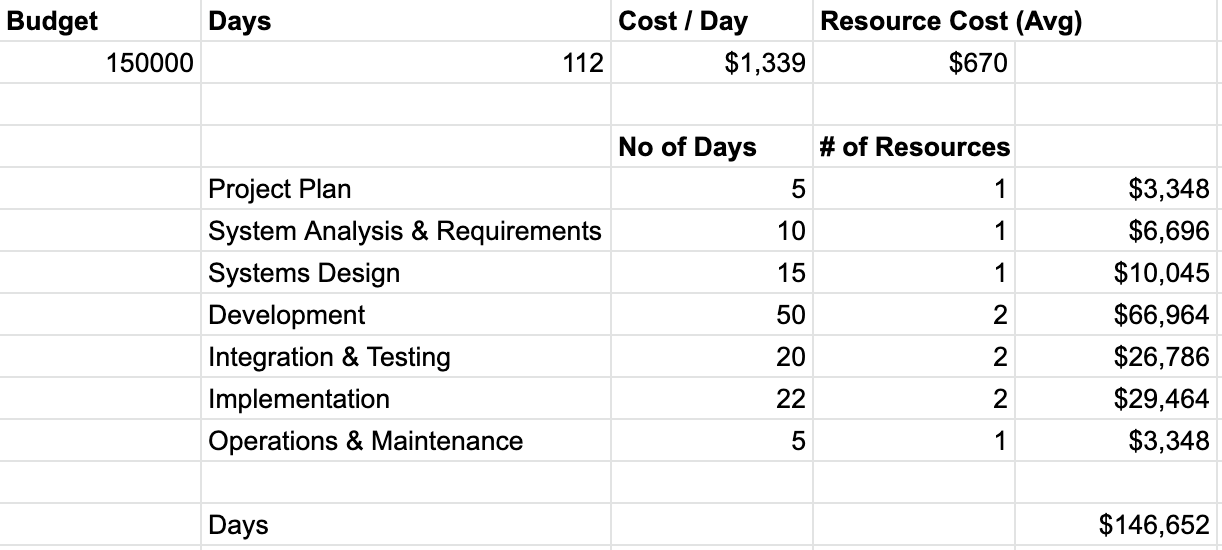 Budget Days Cost / Day Resource Cost (Avg)
150000 112 $1,339 $670
No of Days # of Resources
Project Plan 5 1 $3,348
System Analysis & Requirements 10 1 $6,696
Systems Design 15 1 $10,045
Development 50 2 $66,964
Integration & Testing 20 2 $26,786
Implementation 22 2 $29,464
Operations & Maintenance 5 1 $3,348
Days $146,652